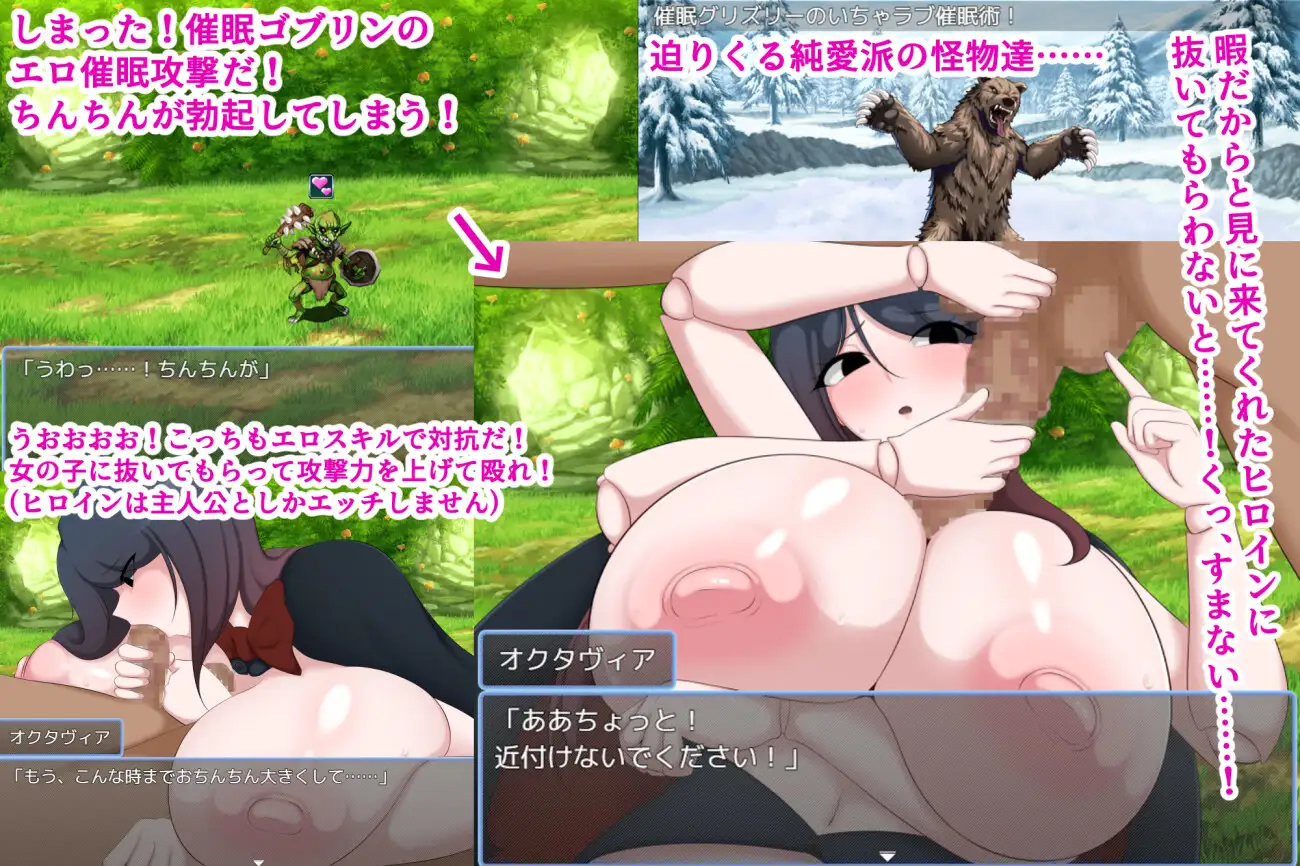 しまった！催眠ゴブリンの
エロ催眠攻撃だ！
ちんちんが勃起してしまう！
「うわっ……！ちんちんが」
催眠グリズリーのいちゃラブ催眠術！
迫りくる純愛派の怪物達……
暇だからと見に来てくれたヒロインに
抜いてもらわないと……！くっ、すまない……！
うおおおお！こっちもエロスキルで対抗だ！
女の子に抜いてもらって攻撃力を上げて殴れ！
(ヒロインは主人公としかエッチしません)
オクタヴィア
「もう、こんな時までおちんちん大きくして……」
オクタヴィア
「ああちょっと！
近付けないでください！」